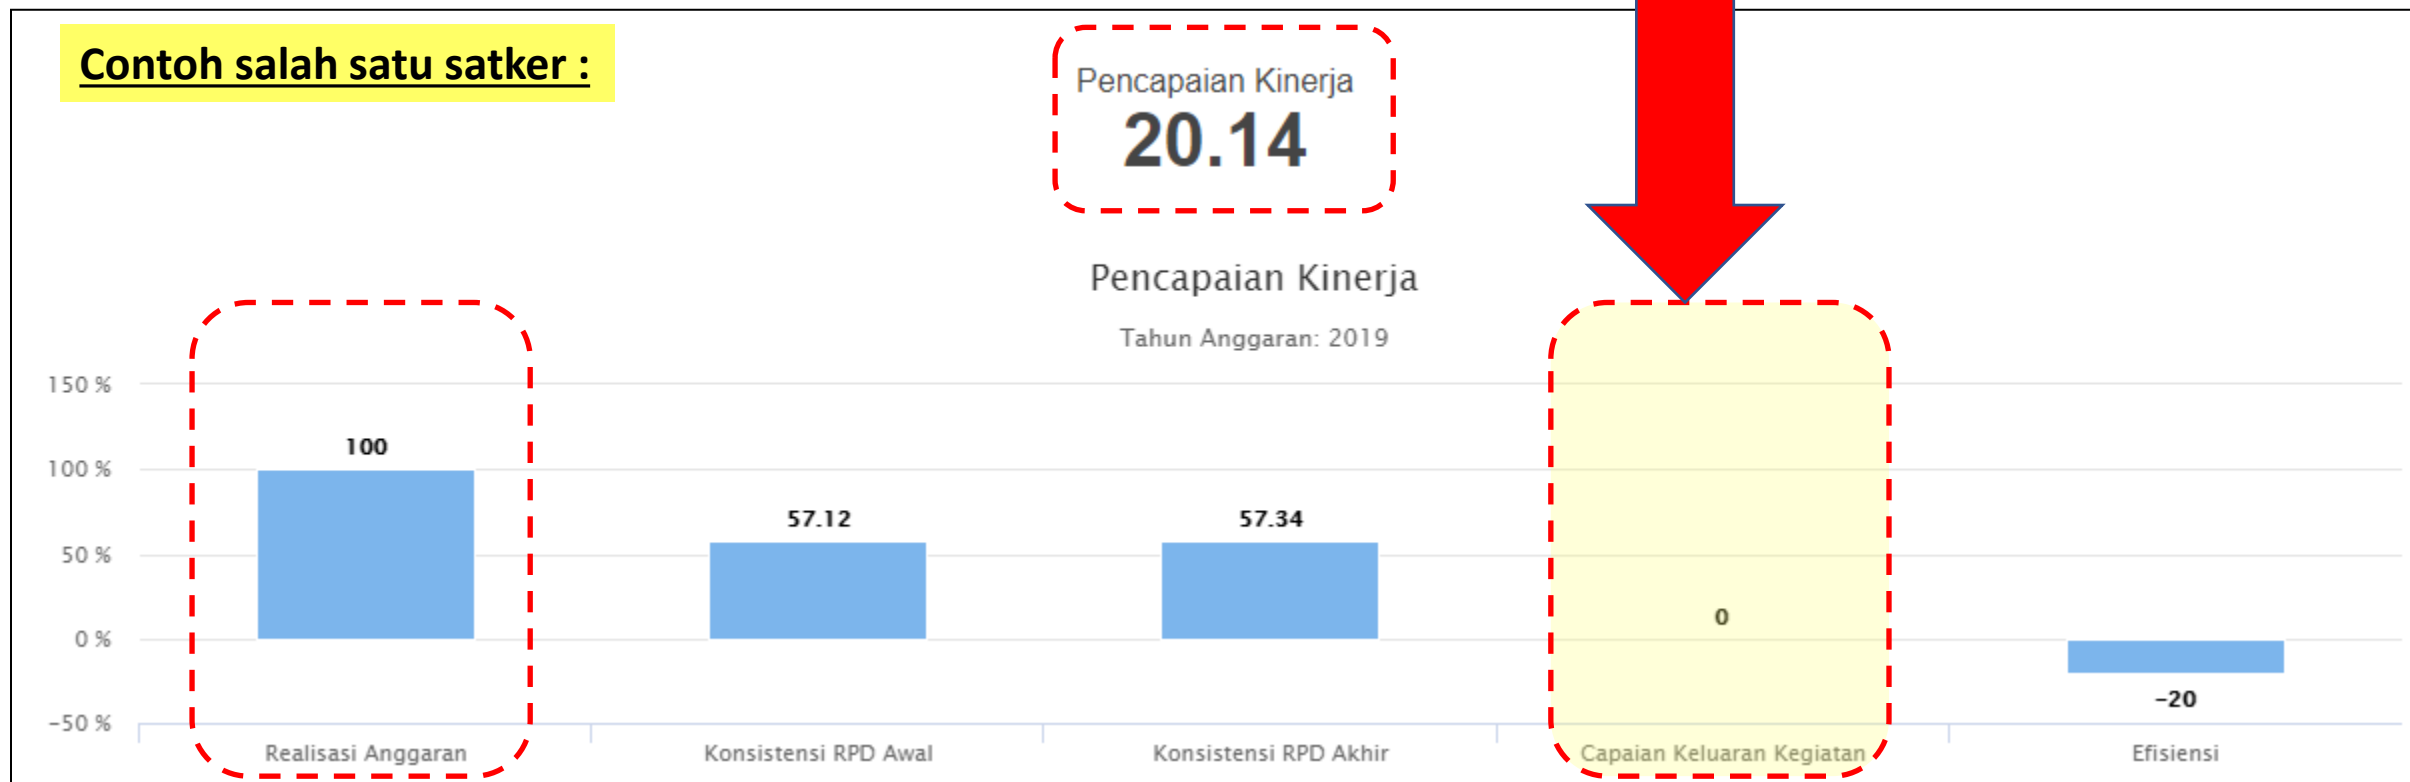 Contoh salah satu satker :
Pencapaian Kinerja
20.14
Pencapaian Kinerja
Tahun Anggaran: 2019
150 %
100 %
50 %
0 %
-50 %
100
57.12
57.34
0
-20
Realisasi Anggaran
Konsistensi RPD Awal
Konsistensi RPD Akhir
Capaian Keluaran Kegiatan
Efisiensi